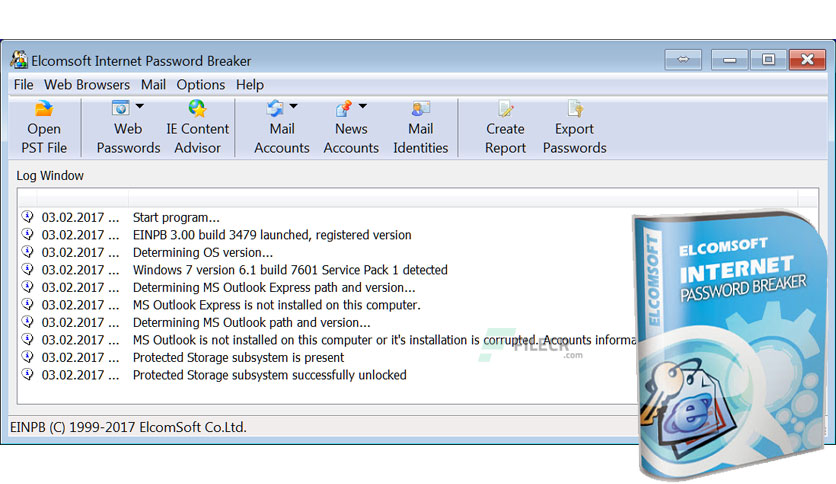 Elcomsoft Internet Password Breaker
File Web Browsers Mail Options Help
Open PST File
Web Passwords
IE Content Advisor
Mail Accounts
News Accounts
Mail Identities
Create Report
Export Passwords
Log Window
03.02.2017 ... Start program...
03.02.2017 ... EINPB 3.00 build 3479 launched, registered version
03.02.2017 ... Determining OS version...
03.02.2017 ... Windows 7 version 6.1 build 7601 Service Pack 1 detected
03.02.2017 ... Determining MS Outlook Express path and version...
03.02.2017 ... MS Outlook Express is not installed on this computer.
03.02.2017 ... Determining MS Outlook path and version...
03.02.2017 ... MS Outlook is not installed on this computer or it's installation is corrupted. Accounts informa
03.02.2017 ... Protected Storage subsystem is present
03.02.2017 ... Protected Storage subsystem successfully unlocked
FILECR
.com
EINPB (C) 1999-2017 ElcomSoft Co.Ltd.
ELCOMSOFT
ELCOMSOFT
INTERNET
PASSWORD BREAKER